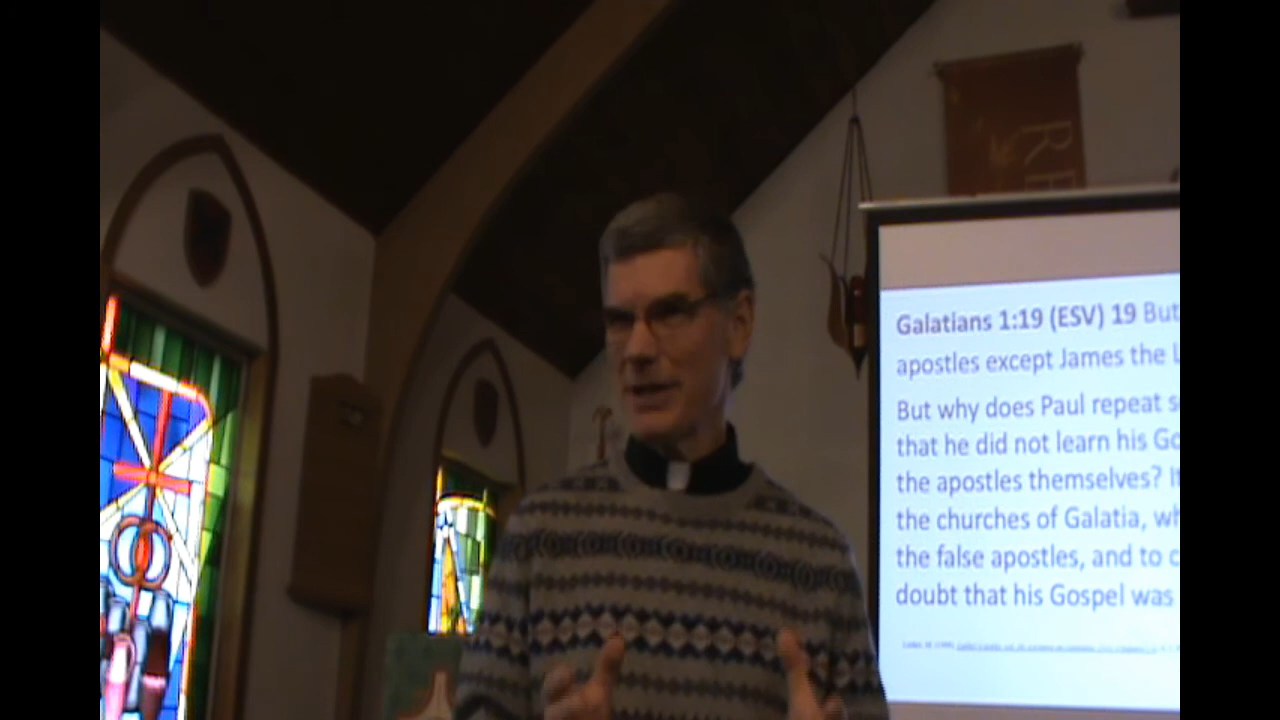 RE
Galatians 1:19 (ESV) 19 But
apostles except James the L
But why does Paul repeat s
that he did not learn his Go
the apostles themselves? It
the churches of Galatia, wh
the false apostles, and to c
doubt that his Gospel was